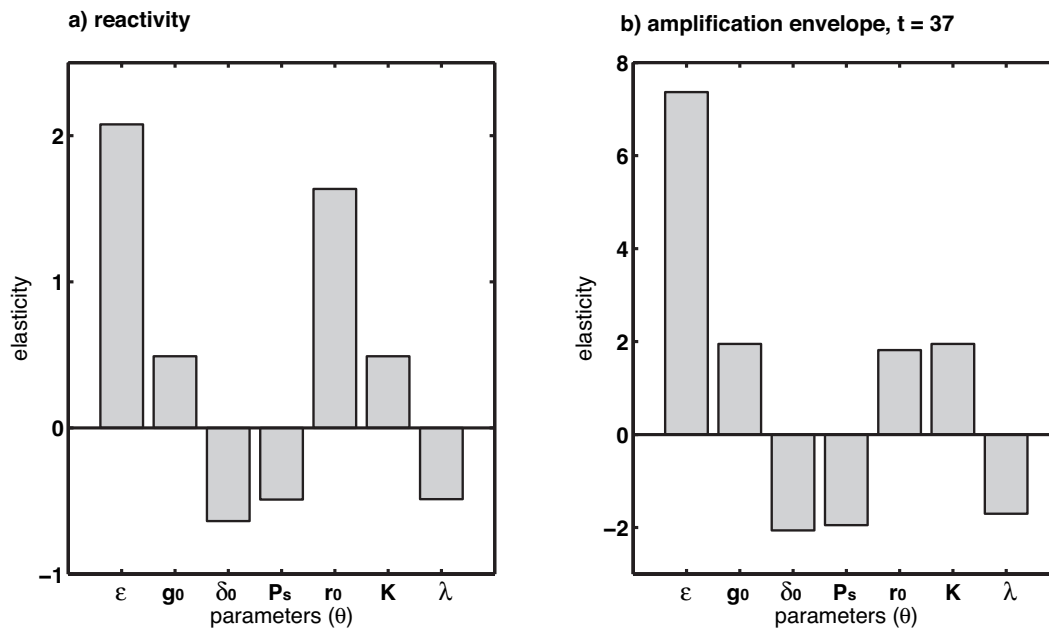 a) reactivity
2
1
0
−1
elasticity
ε g0 δ0 Ps r0 K λ
parameters (θ)
b) amplification envelope, t = 37
8
6
4
2
0
−2
elasticity
ε g0 δ0 Ps r0 K λ
parameters (θ)